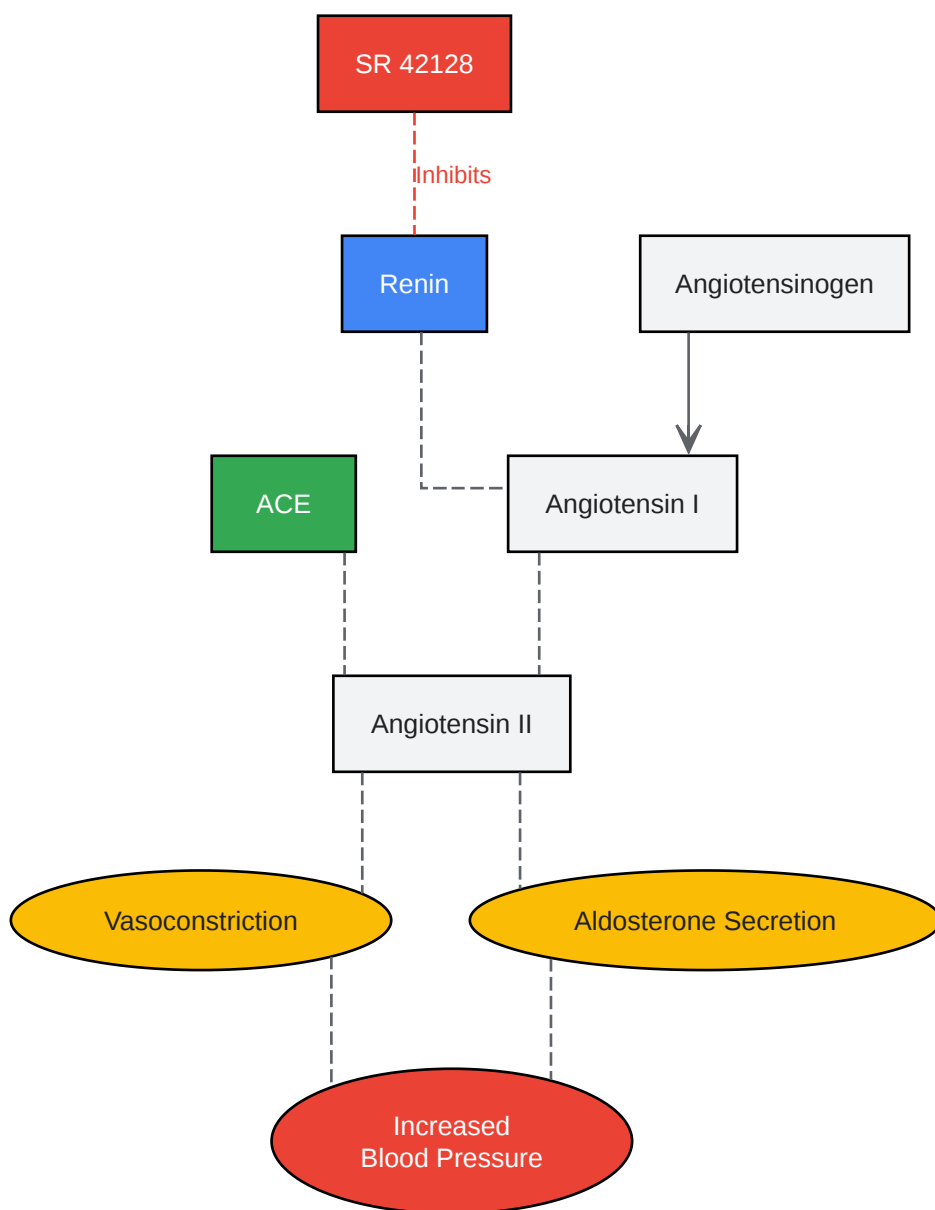 SR 42128
Inhibits
Renin
Angiotensinogen
ACE
Angiotensin I
Angiotensin II
Vasoconstriction
Aldosterone Secretion
Increased
Blood Pressure